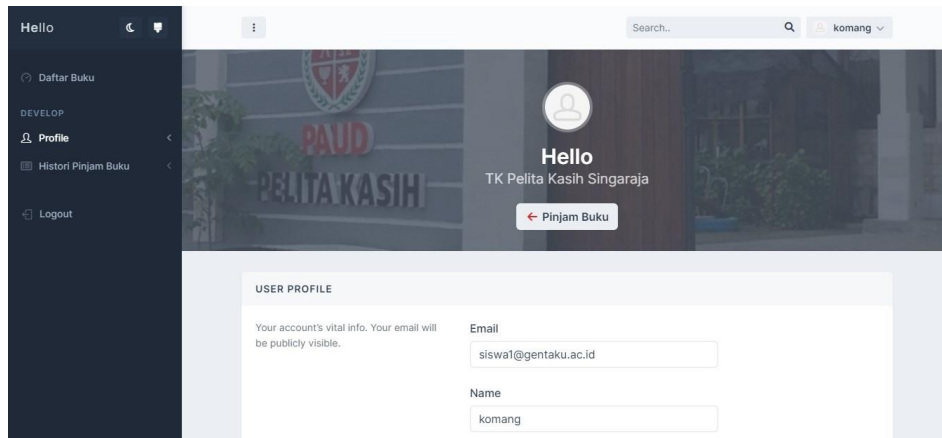 Hello
Daftar Buku
DEVELOP
Profile
Histori Pinjam Buku
Logout
Search..
komang
PAUD
PELITA KASIH
Hello
TK Pelita Kasih Singaraja
← Pinjam Buku
USER PROFILE
Your account's vital info. Your email will
be publicly visible.
Email
siswa1@gentaku.ac.id
Name
komang